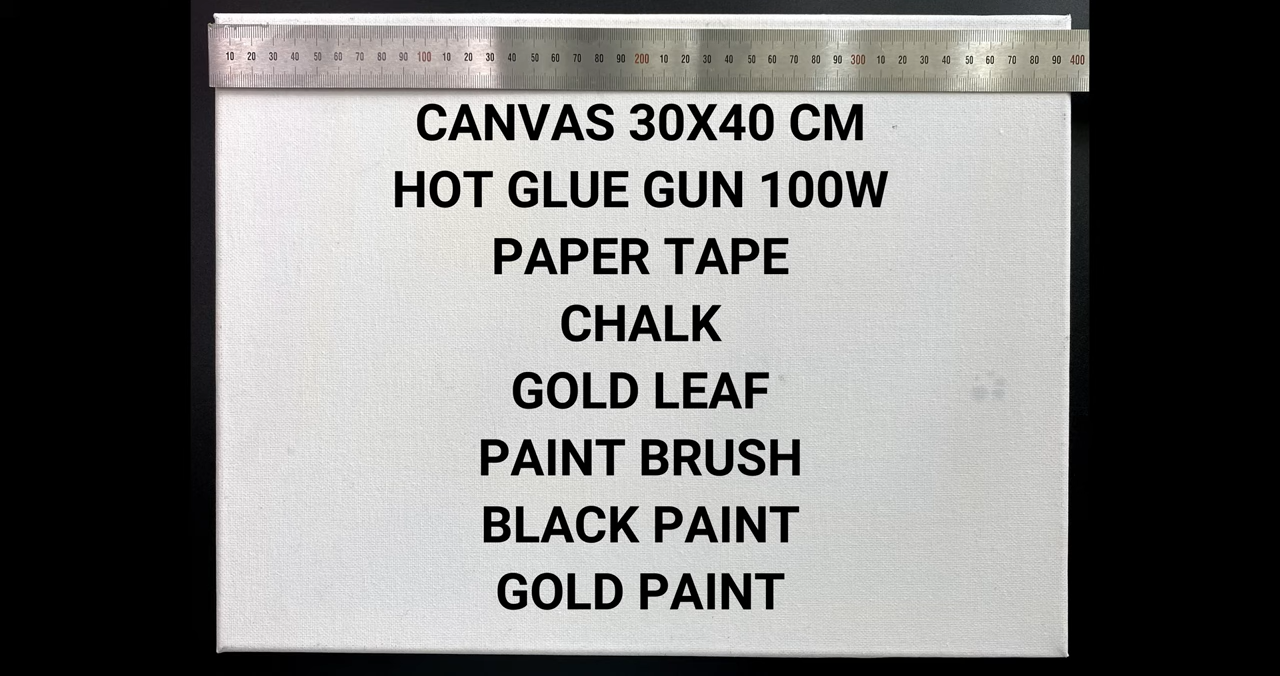 10 20 30 40 50 60 70 80 90 100 10 20 30 40 50 60 70 80 90 200 10 20 30 40 50 60 70 80 90 300 10 20 30 40 50 60 70 80 90 400
CANVAS 30X40 CM
HOT GLUE GUN 100W
PAPER TAPE
CHALK
GOLD LEAF
PAINT BRUSH
BLACK PAINT
GOLD PAINT